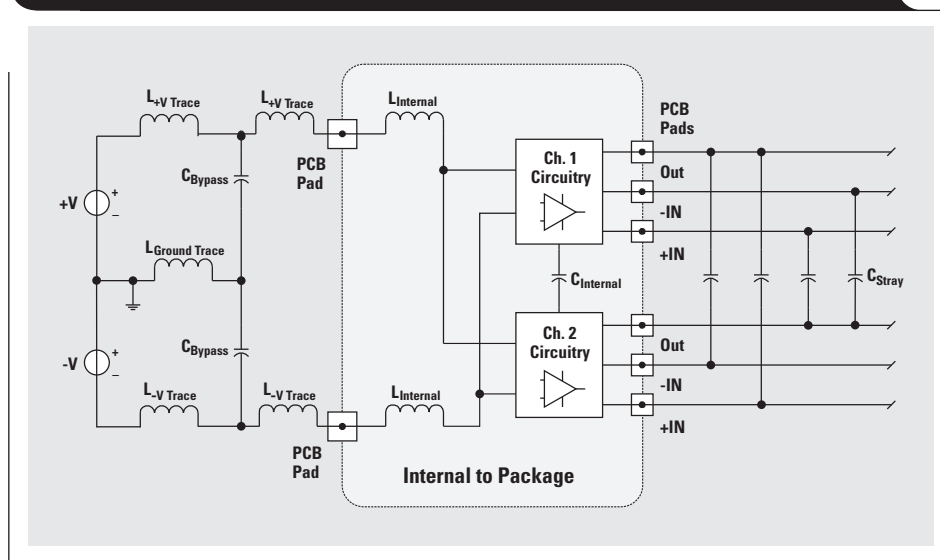 L+V Trace
L+V Trace
LInternal
PCB
Pads
CBypass
PCB
Pad
Ch. 1
Circuitry
Out
-IN
+IN
+V
+
–
LGround Trace
CInternal
CStray
-V
+
–
CBypass
Ch. 2
Circuitry
Out
-IN
+IN
L-V Trace
L-V Trace
LInternal
PCB
Pad
Internal to Package